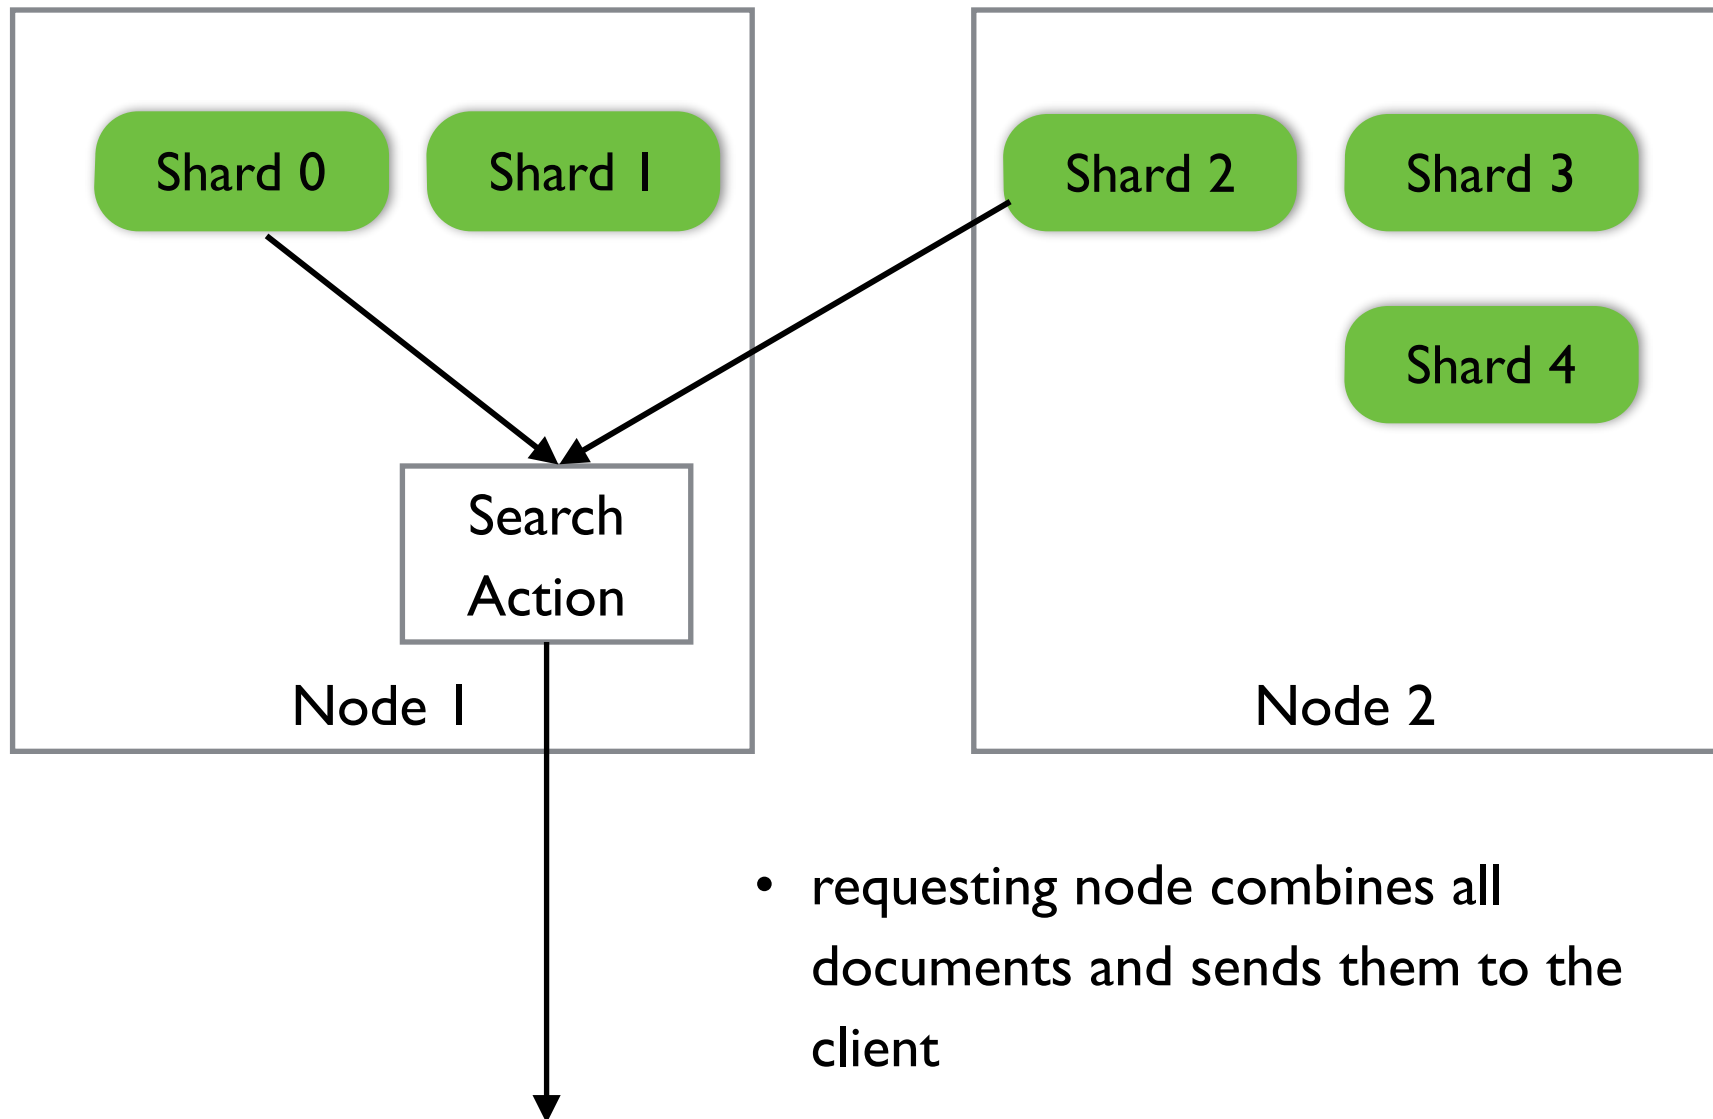 Shard 0
Shard 1
Shard 2
Shard 3
Shard 4
Search
Action
Node 1
Node 2
• requesting node combines all
documents and sends them to the
client